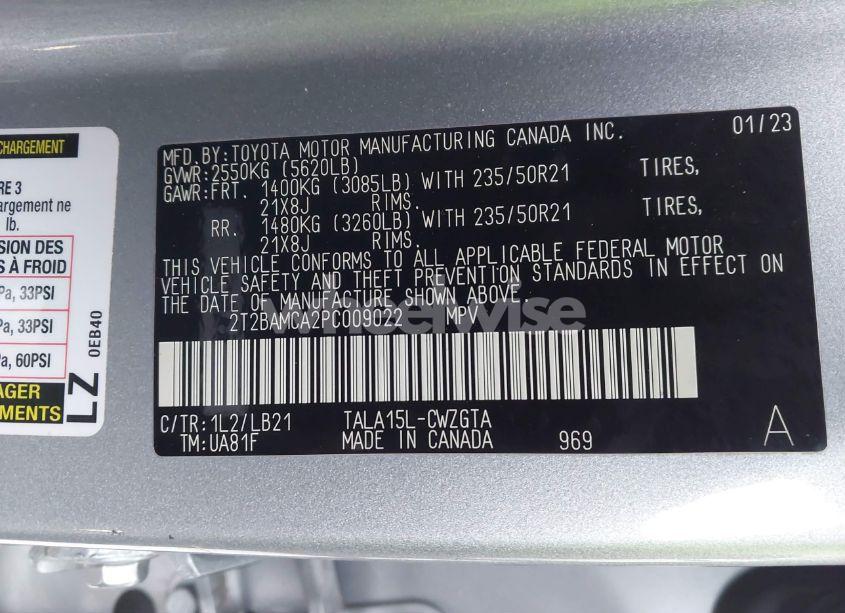 CHARGEMENT
RE 3
argement ne
lb.
SION DES
S À FROID
Pa, 33PSI
Pa, 33PSI
Pa, 60PSI
AGER
EMENTS
LZ
0EB40
MFD. BY: TOYOTA MOTOR MANUFACTURING CANADA INC. 01/23
GVWR: 2550KG (5620LB)
GAWR: FRT. 1400KG (3085LB) WITH 235/50R21 TIRES,
21X8J RIMS.
RR. 1480KG (3260LB) WITH 235/50R21 TIRES,
21X8J RIMS.
THIS VEHICLE CONFORMS TO ALL APPLICABLE FEDERAL MOTOR
VEHICLE SAFETY AND THEFT PREVENTION STANDARDS IN EFFECT ON
THE DATE OF MANUFACTURE SHOWN ABOVE.
2T2BAMCA2PC009022 MPV
wheelwise
C/TR: 1L2/LB21 TALA15L-CWZGTA
TM: UA81F MADE IN CANADA 969 A